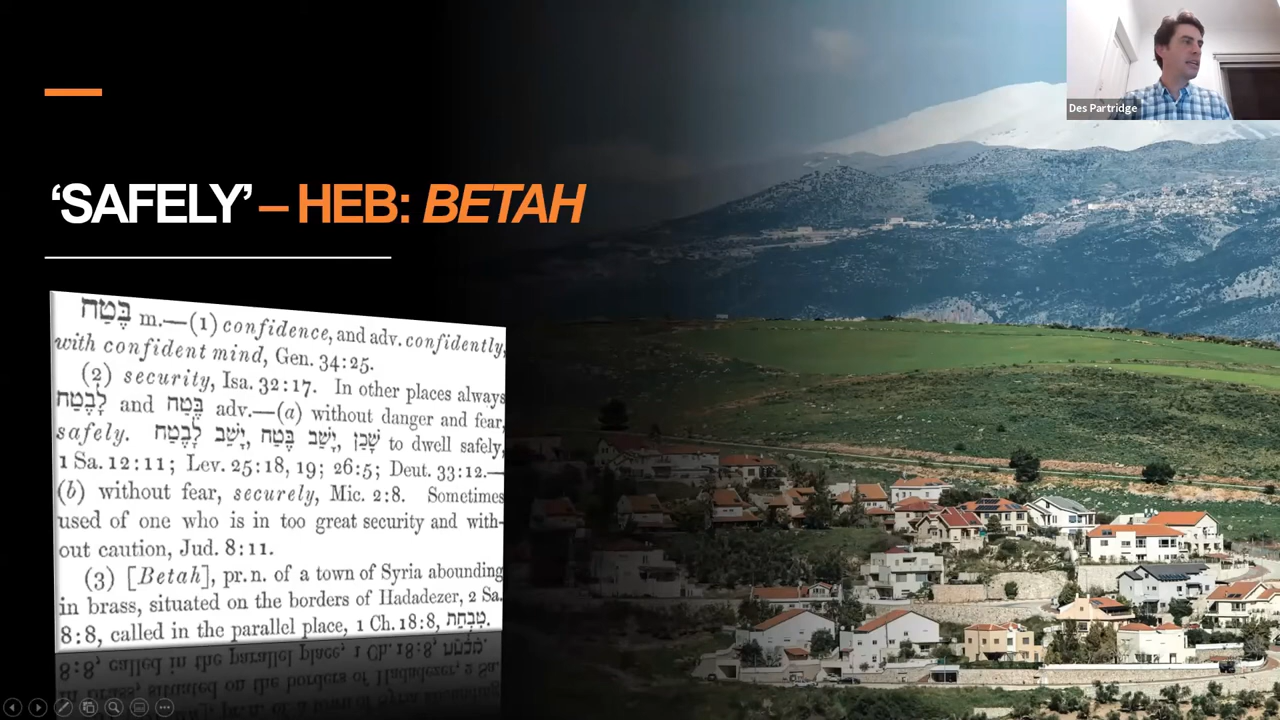 Des Partridge
‘SAFELY’ – HEB: BETAH
בֶּטַח m.—(1) confidence, and adv. confidently,
with confident mind, Gen. 34:25.
(2) security, Isa. 32:17. In other places always
לָבֶטַח and בֶּטַח adv.—(a) without danger and fear,
safely. שָׁכַן ,יָשַׁב בֶּטַח ,יָשַׁב לָבֶטַח to dwell safely,
1 Sa. 12:11; Lev. 25:18, 19; 26:5; Deut. 33:12.—
(b) without fear, securely, Mic. 2:8. Sometimes
used of one who is in too great security and with-
out caution, Jud. 8:11.
(3) [Betah], pr. n. of a town of Syria abounding
in brass, situated on the borders of Hadadezer, 2 Sa.
8:8, called in the parallel place, 1 Ch. 18:8, טִבְחַת.